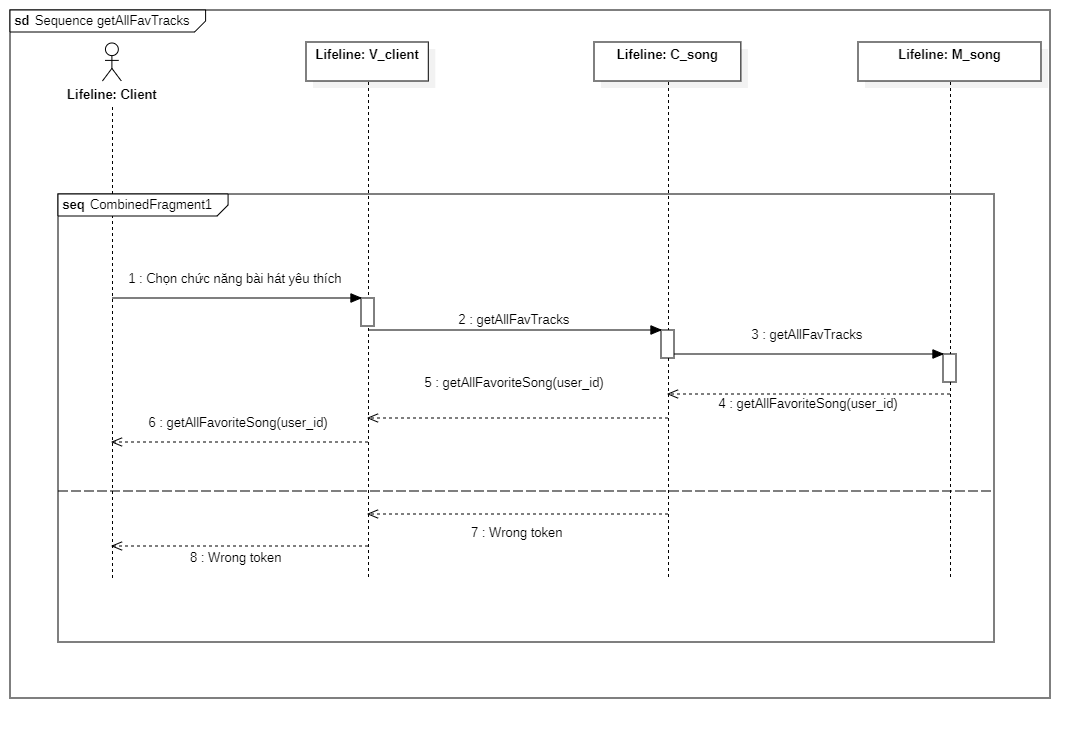 sd Sequence getAllFavTracks
Lifeline: Client
Lifeline: V_client
Lifeline: C_song
Lifeline: M_song
seq CombinedFragment1
1 : Chọn chức năng bài hát yêu thích
2 : getAllFavTracks
3 : getAllFavTracks
4 : getAllFavoriteSong(user_id)
5 : getAllFavoriteSong(user_id)
6 : getAllFavoriteSong(user_id)
7 : Wrong token
8 : Wrong token